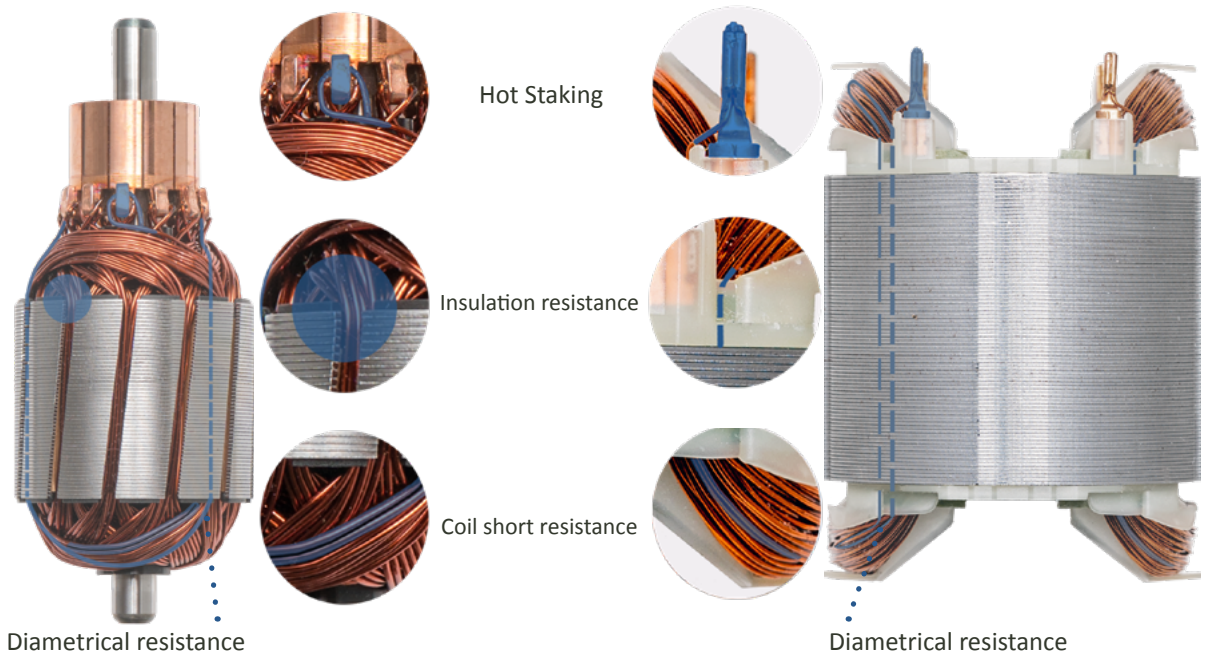 Hot Staking
Insulation resistance
Coil short resistance
Diametrical resistance
Diametrical resistance